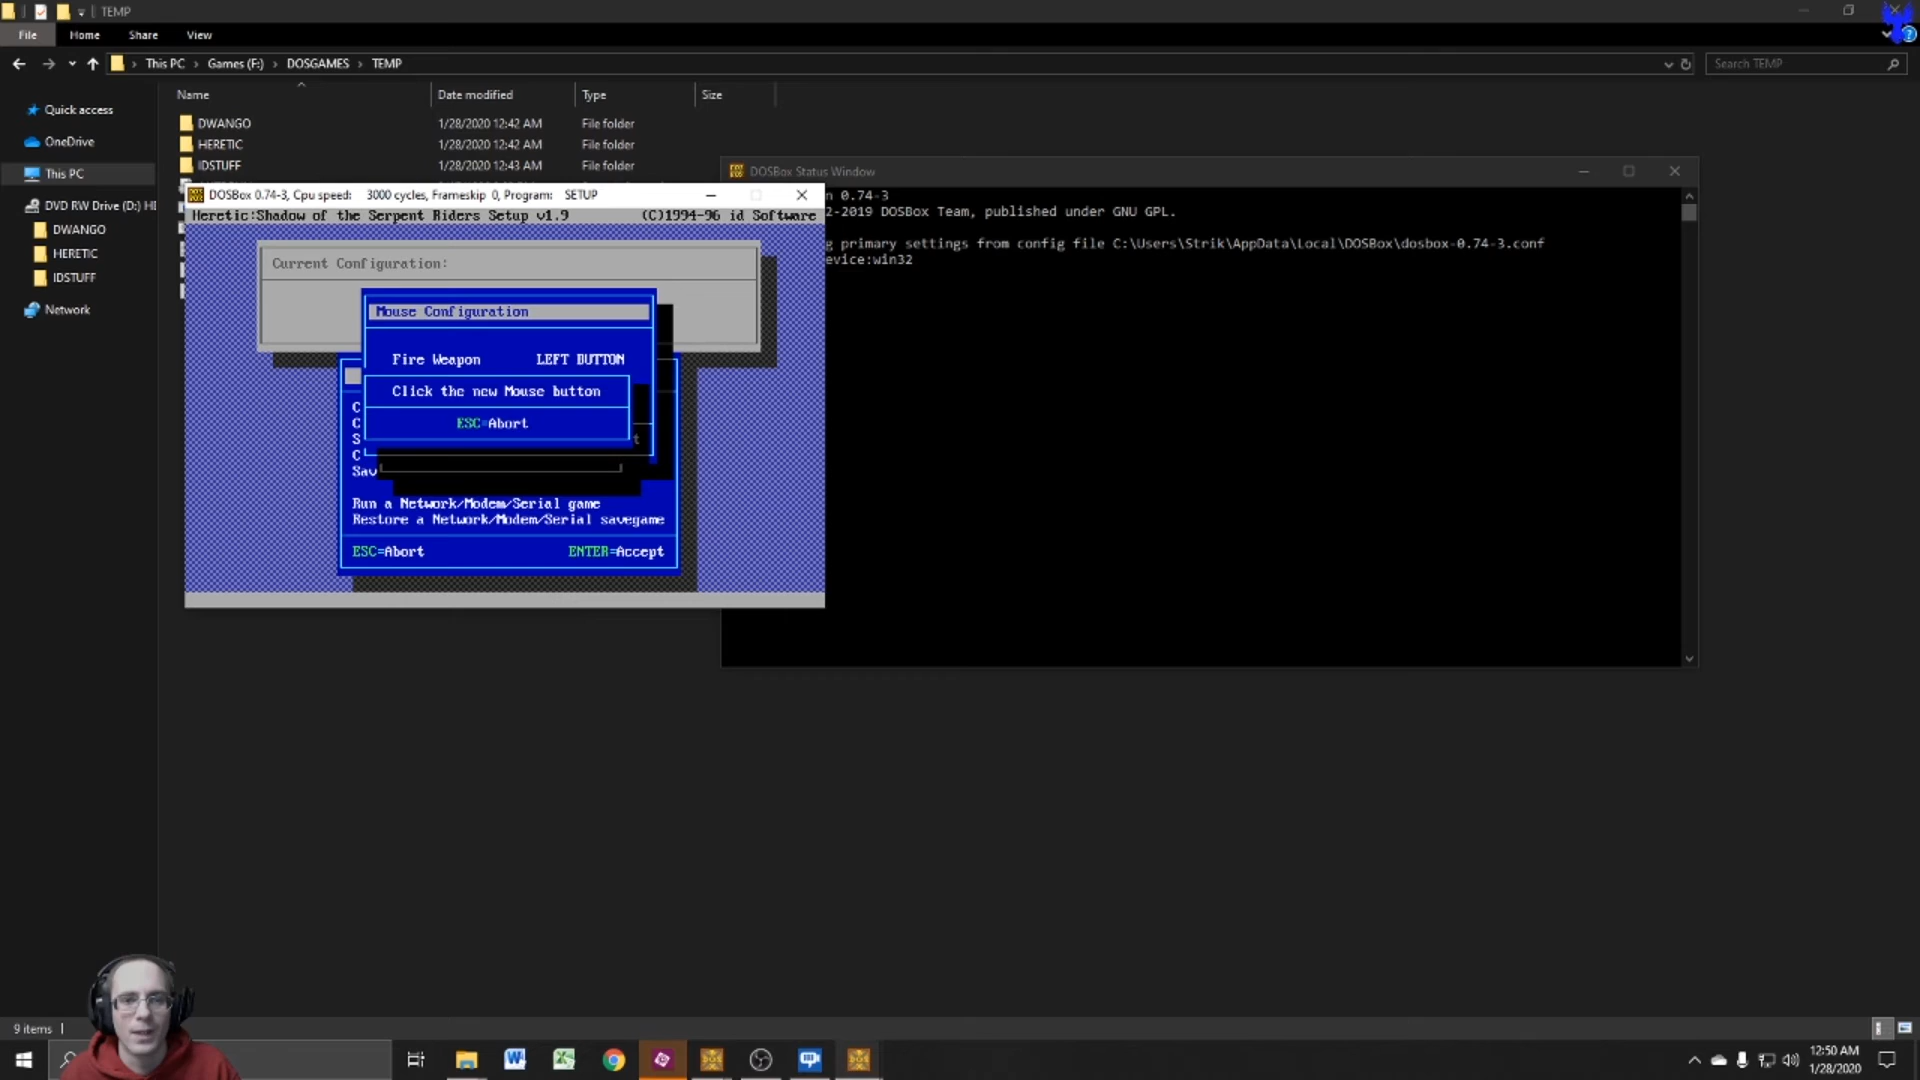 TEMP
File Home Share View
This PC Games (F:) DOSGAMES TEMP
Search TEMP
Name Date modified Type Size
DWANGO 1/28/2020 12:42 AM File folder
HERETIC 1/28/2020 12:42 AM File folder
IDSTUFF 1/28/2020 12:43 AM File folder
Quick access
OneDrive
This PC
DVD RW Drive (D:) HE
DWANGO
HERETIC
IDSTUFF
Network
DOSBox Status Window
n 0.74-3
2-2019 DOSBox Team, published under GNU GPL.
g primary settings from config file C:\Users\Strik\AppData\Local\DOSBox\dosbox-0.74-3.conf
evice:win32
DOSBox 0.74-3, Cpu speed: 3000 cycles, Frameskip 0, Program: SETUP
Heretic:Shadow of the Serpent Riders Setup v1.9 (C)1994-96 id Software
Current Configuration:
Mouse Configuration
Fire Weapon LEFT BUTTON
Click the new Mouse button
ESC=Abort
C
C
S t
C
Sav
Run a Network/Modem/Serial game
Restore a Network/Modem/Serial savegame
ESC=Abort ENTER=Accept
9 items
12:50 AM
1/28/2020